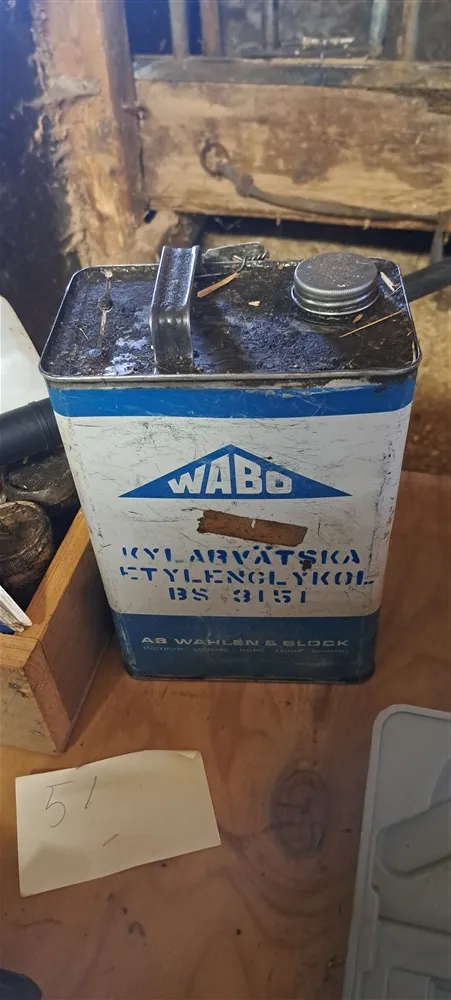 WABO
KYLARVÄTSKA
ETYLENGLYKOL
BS 3151
AB WAHLÉN & BLOCK
51